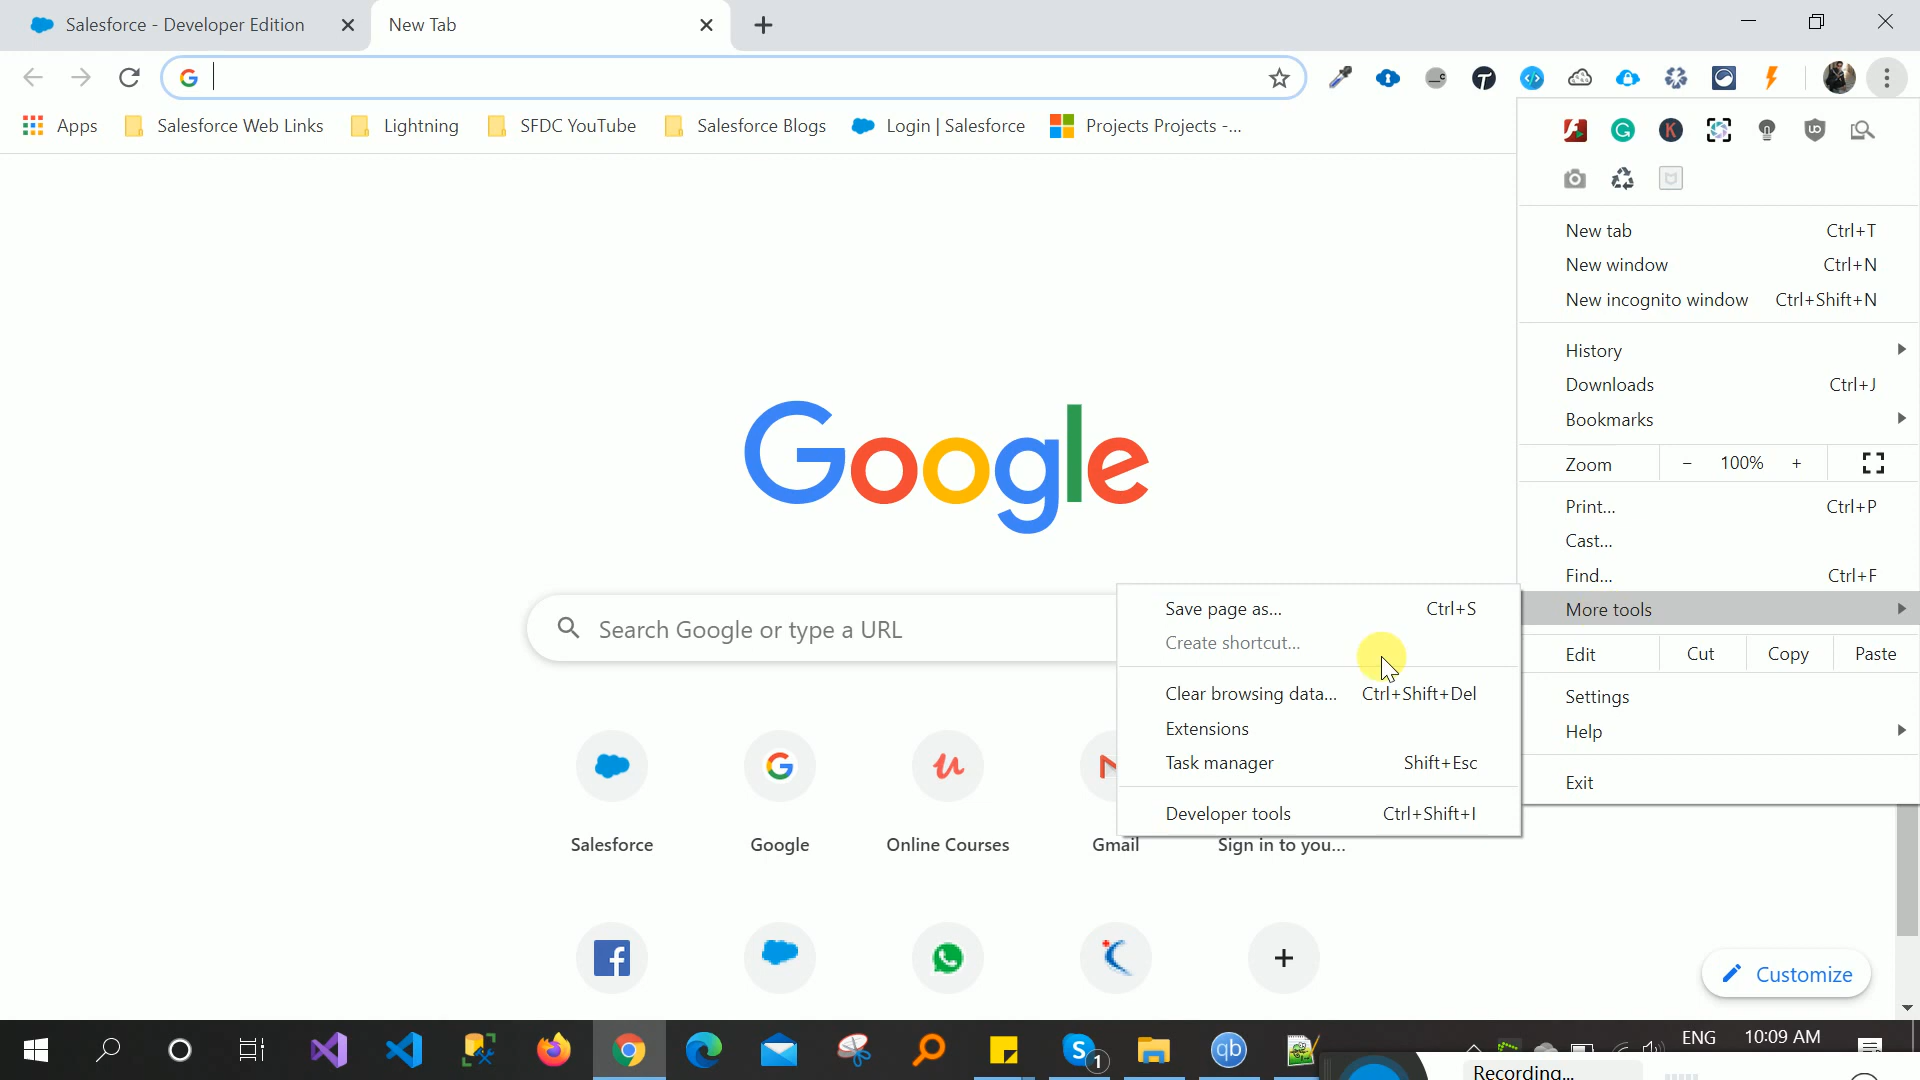 Salesforce - Developer Edition
New Tab
Apps
Salesforce Web Links
Lightning
SFDC YouTube
Salesforce Blogs
Login | Salesforce
Projects Projects -...
New tab Ctrl+T
New window Ctrl+N
New incognito window Ctrl+Shift+N
History
Downloads Ctrl+J
Bookmarks
Zoom - 100% +
Print... Ctrl+P
Cast...
Find... Ctrl+F
More tools
Edit Cut Copy Paste
Settings
Help
Exit
Save page as... Ctrl+S
Create shortcut...
Clear browsing data... Ctrl+Shift+Del
Extensions
Task manager Shift+Esc
Developer tools Ctrl+Shift+I
Google
Search Google or type a URL
Salesforce
Google
Online Courses
Gmail
Sign in to you...
Customize
ENG
10:09 AM
Recording...